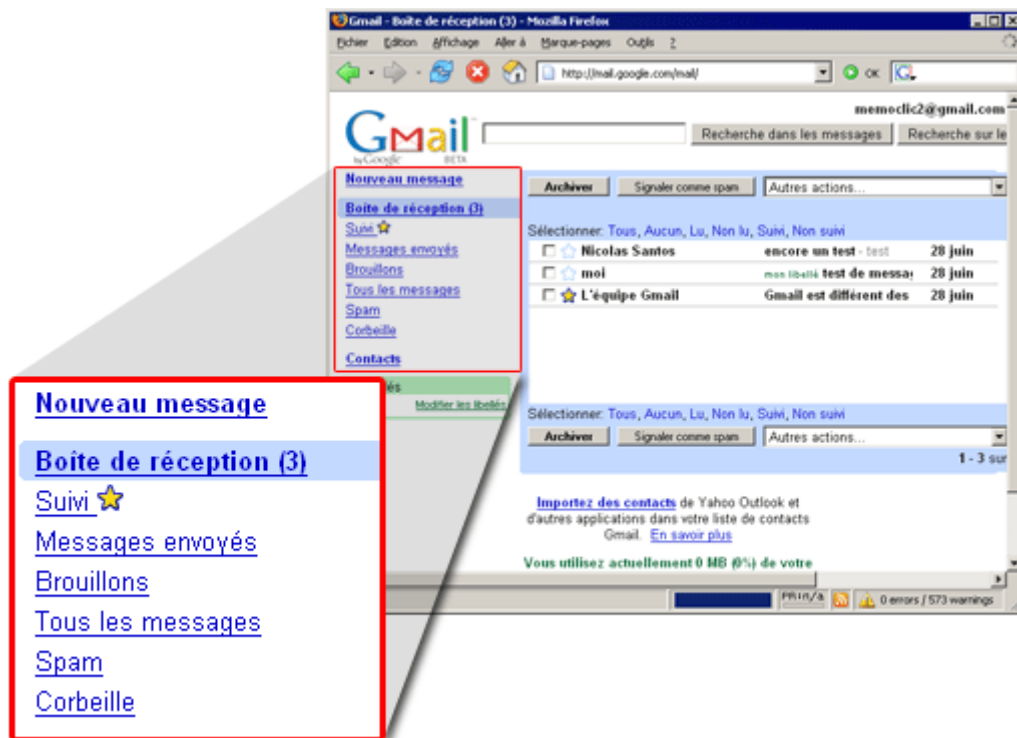 Gmail - Boîte de réception (3) - Mozilla Firefox
Fichier Edition Affichage Aller à Marque-pages Outils ?
http://mail.google.com/mail/ OK
memoclic2@gmail.com
Gmail by Google BETA
Recherche dans les messages Recherche sur le
Nouveau message
Boîte de réception (3)
Suivi
Messages envoyés
Brouillons
Tous les messages
Spam
Corbeille
Contacts
és
Modifier les libellés
Archiver Signaler comme spam Autres actions...
Sélectionner: Tous, Aucun, Lu, Non lu, Suivi, Non suivi
Nicolas Santos encore un test - test 28 juin
moi mon libellé test de messa 28 juin
L'équipe Gmail Gmail est différent des 28 juin
Sélectionner: Tous, Aucun, Lu, Non lu, Suivi, Non suivi
Archiver Signaler comme spam Autres actions...
1 - 3 sur
Importez des contacts de Yahoo Outlook et
d'autres applications dans votre liste de contacts
Gmail. En savoir plus
Vous utilisez actuellement 0 MB (0%) de votre
0 errors / 573 warnings
Nouveau message
Boîte de réception (3)
Suivi
Messages envoyés
Brouillons
Tous les messages
Spam
Corbeille